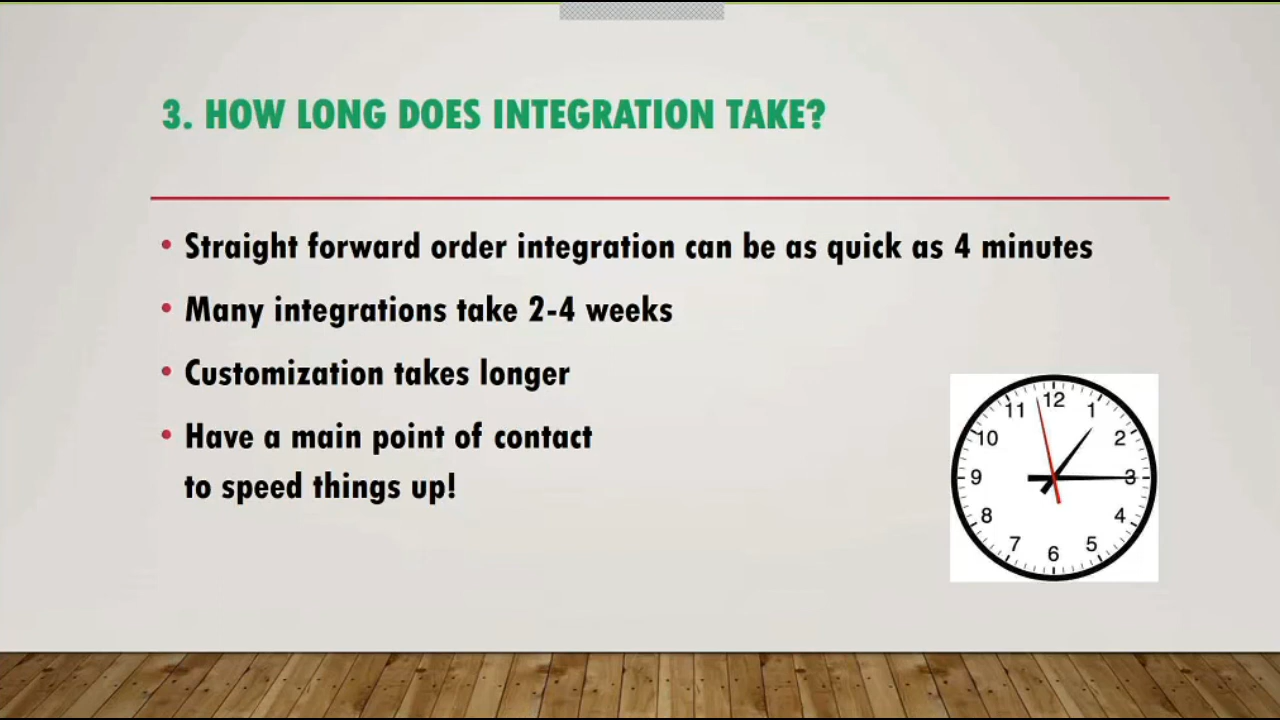 3. HOW LONG DOES INTEGRATION TAKE?
• Straight forward order integration can be as quick as 4 minutes
• Many integrations take 2-4 weeks
• Customization takes longer
• Have a main point of contact
to speed things up!
12
11 1
10 2
9 3
8 4
7 5
6